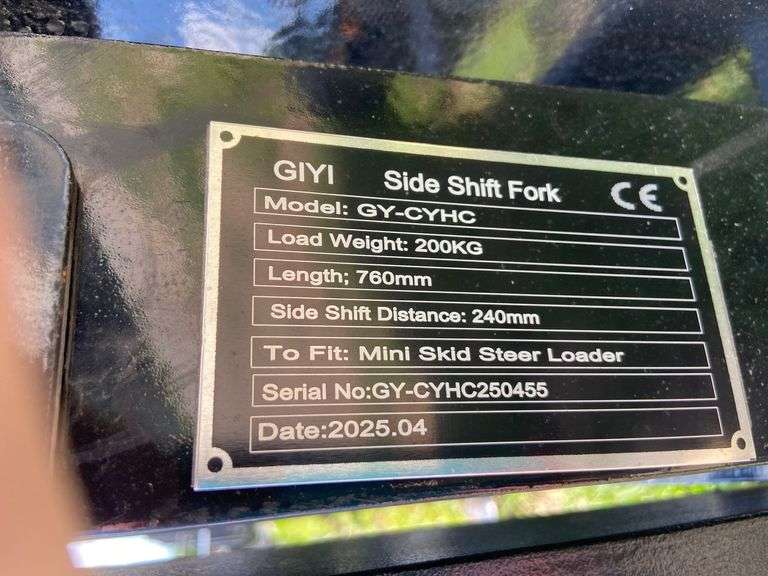 GIYI Side Shift Fork CE
Model: GY-CYHC
Load Weight: 200KG
Length; 760mm
Side Shift Distance: 240mm
To Fit: Mini Skid Steer Loader
Serial No:GY-CYHC250455
Date:2025.04